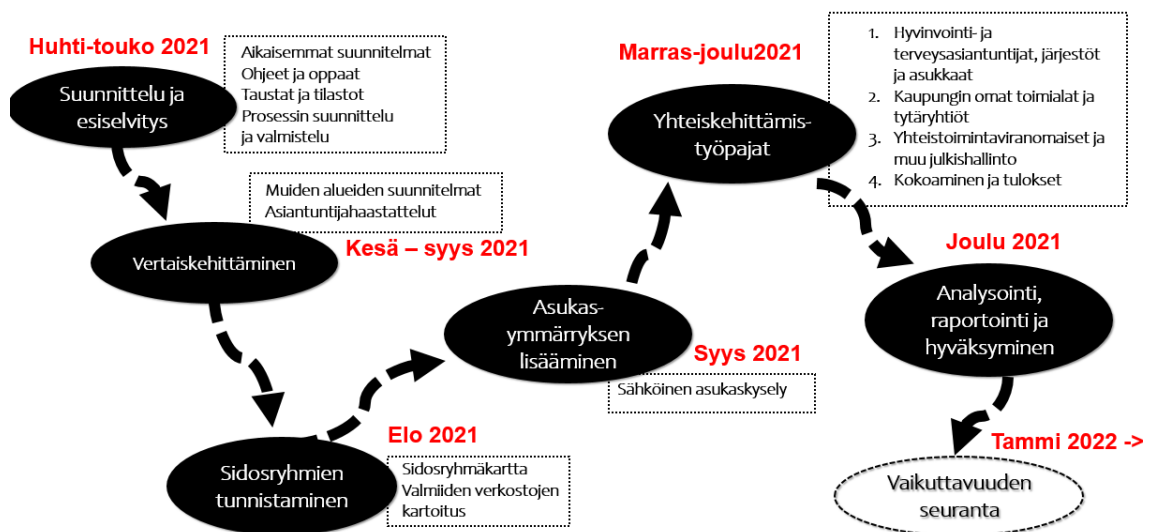 Huhti-touko 2021
Suunnittelu ja
esiselvitys
Aikaisemmat suunnitelmat
Ohjeet ja oppaat
Taustat ja tilastot
Prosessin suunnittelu
ja valmistelu
Vertaiskehittäminen
Muiden alueiden suunnitelmat
Asiantuntijahaastattelut
Kesä – syys 2021
Sidosryhmien
tunnistaminen
Elo 2021
Sidosryhmäkartta
Valmiiden verkostojen
kartoitus
Asukas-
ymmärryksen
lisääminen
Syys 2021
Sähköinen asukaskysely
Marras-joulu2021
Yhteiskehittämis-
työpajat
1. Hyvinvointi- ja
terveysasiantuntijat, järjestöt
ja asukkaat
2. Kaupungin omat toimialat ja
tytäryhtiöt
3. Yhteistoimintaviranomaiset ja
muu julkishallinto
4. Kokoaminen ja tulokset
Joulu 2021
Analysointi,
raportointi ja
hyväksyminen
Tammi 2022 ->
Vaikuttavuuden
seuranta